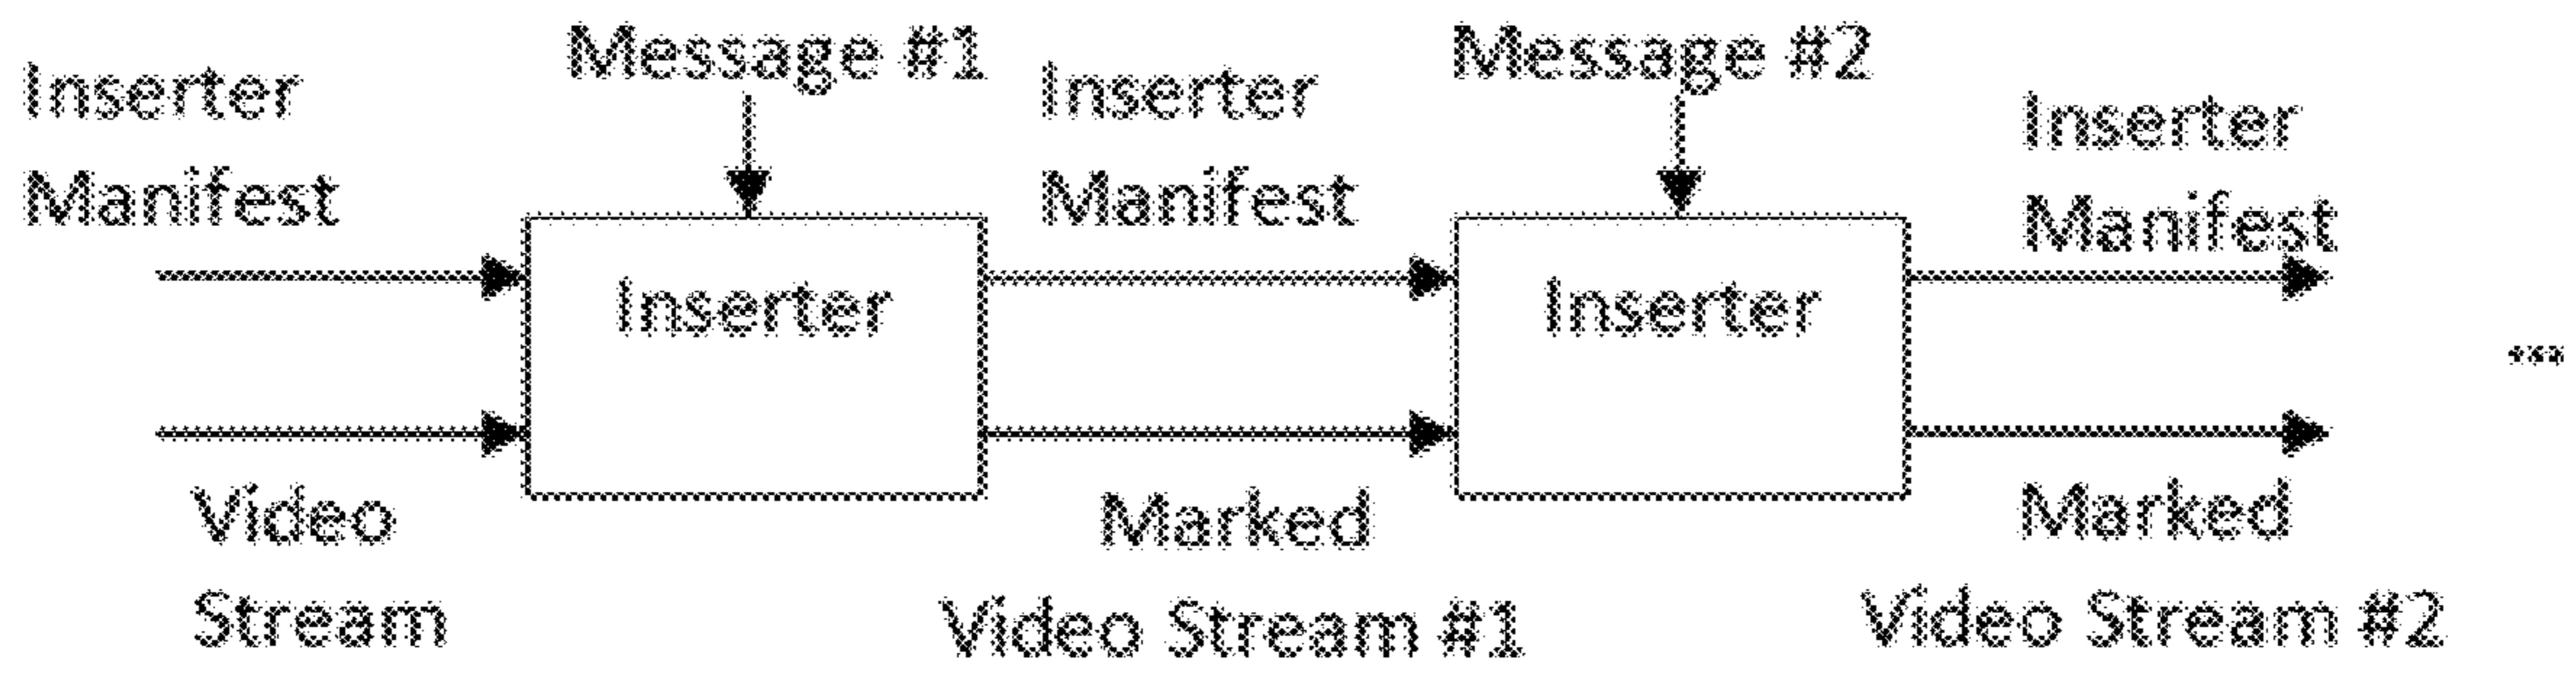 Inserter
Manifest
Message #1
Inserter
Manifest
Message #2
Inserter
Manifest
Inserter
Inserter
...
Video
Stream
Marked
Video Stream #1
Marked
Video Stream #2